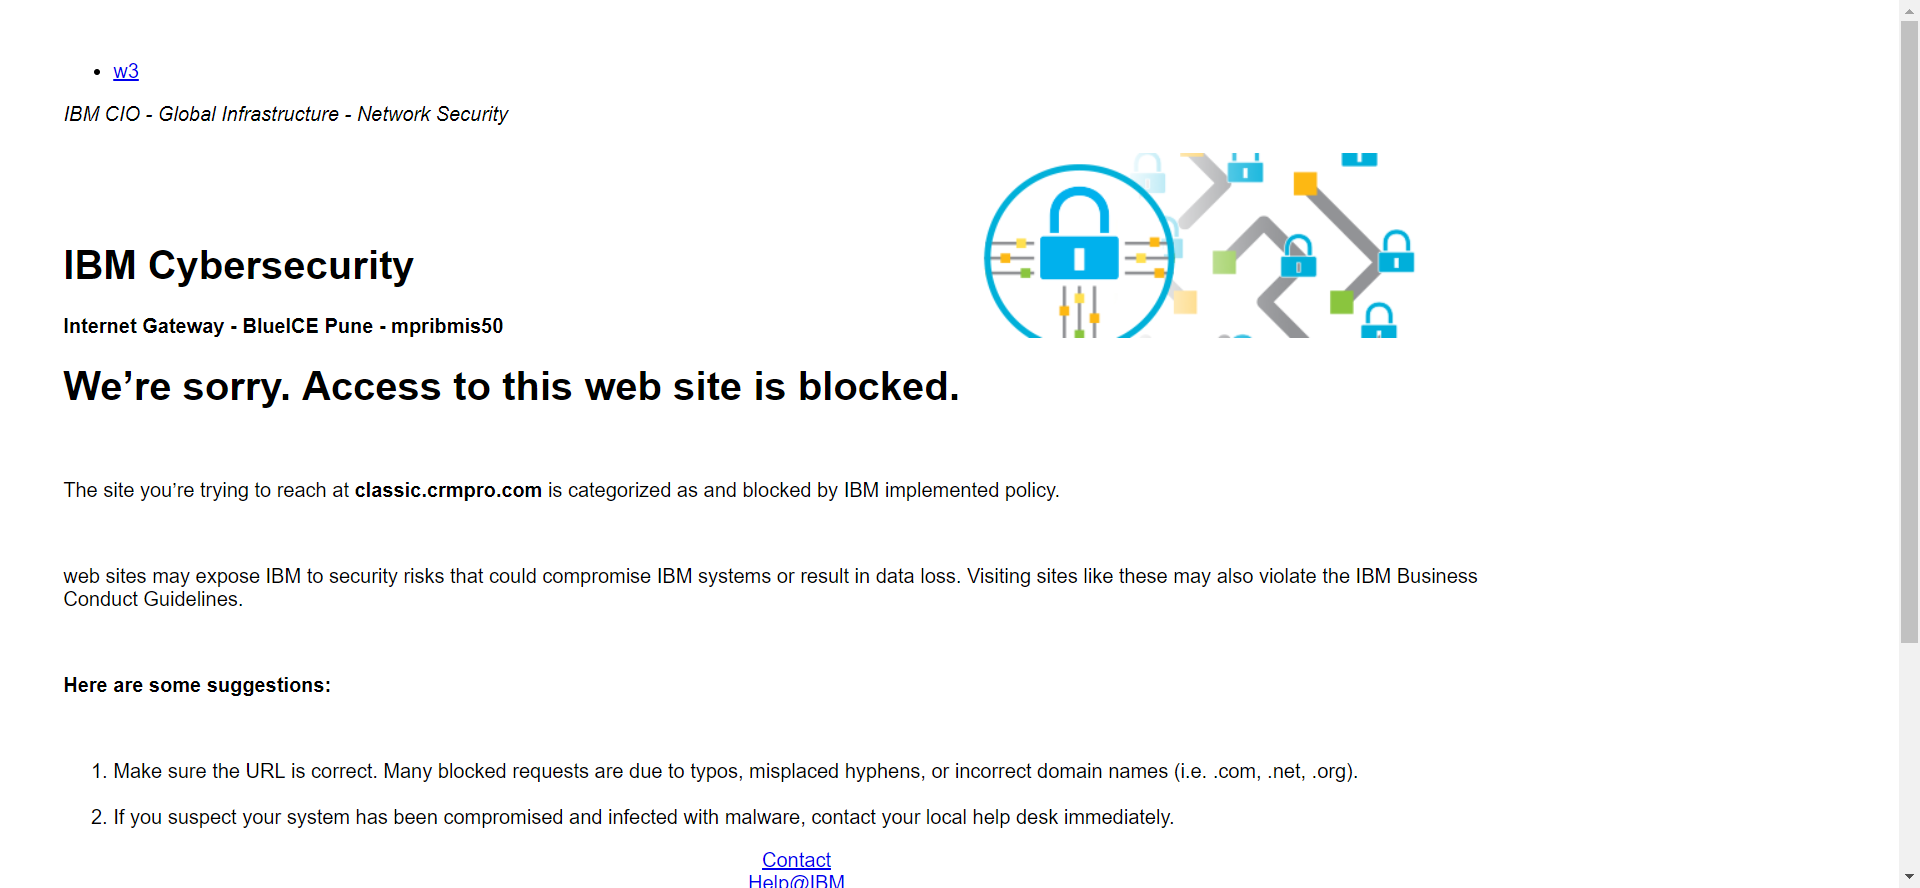 w3
IBM CIO - Global Infrastructure - Network Security
IBM Cybersecurity
Internet Gateway - BlueICE Pune - mpribmis50
We’re sorry. Access to this web site is blocked.
The site you’re trying to reach at classic.crmpro.com is categorized as and blocked by IBM implemented policy.
web sites may expose IBM to security risks that could compromise IBM systems or result in data loss. Visiting sites like these may also violate the IBM Business
Conduct Guidelines.
Here are some suggestions:
1. Make sure the URL is correct. Many blocked requests are due to typos, misplaced hyphens, or incorrect domain names (i.e. .com, .net, .org).
2. If you suspect your system has been compromised and infected with malware, contact your local help desk immediately.
Contact
Help@IBM